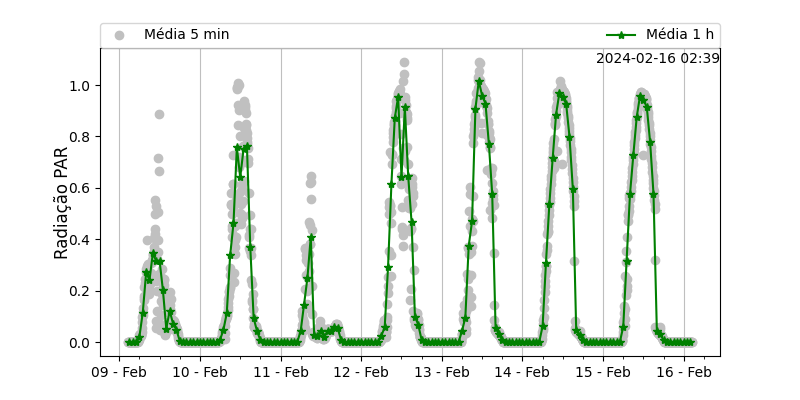 Média 5 min
Média 1 h
2024-02-16 02:39
Radiação PAR
1.0
0.8
0.6
0.4
0.2
0.0
09 - Feb
10 - Feb
11 - Feb
12 - Feb
13 - Feb
14 - Feb
15 - Feb
16 - Feb